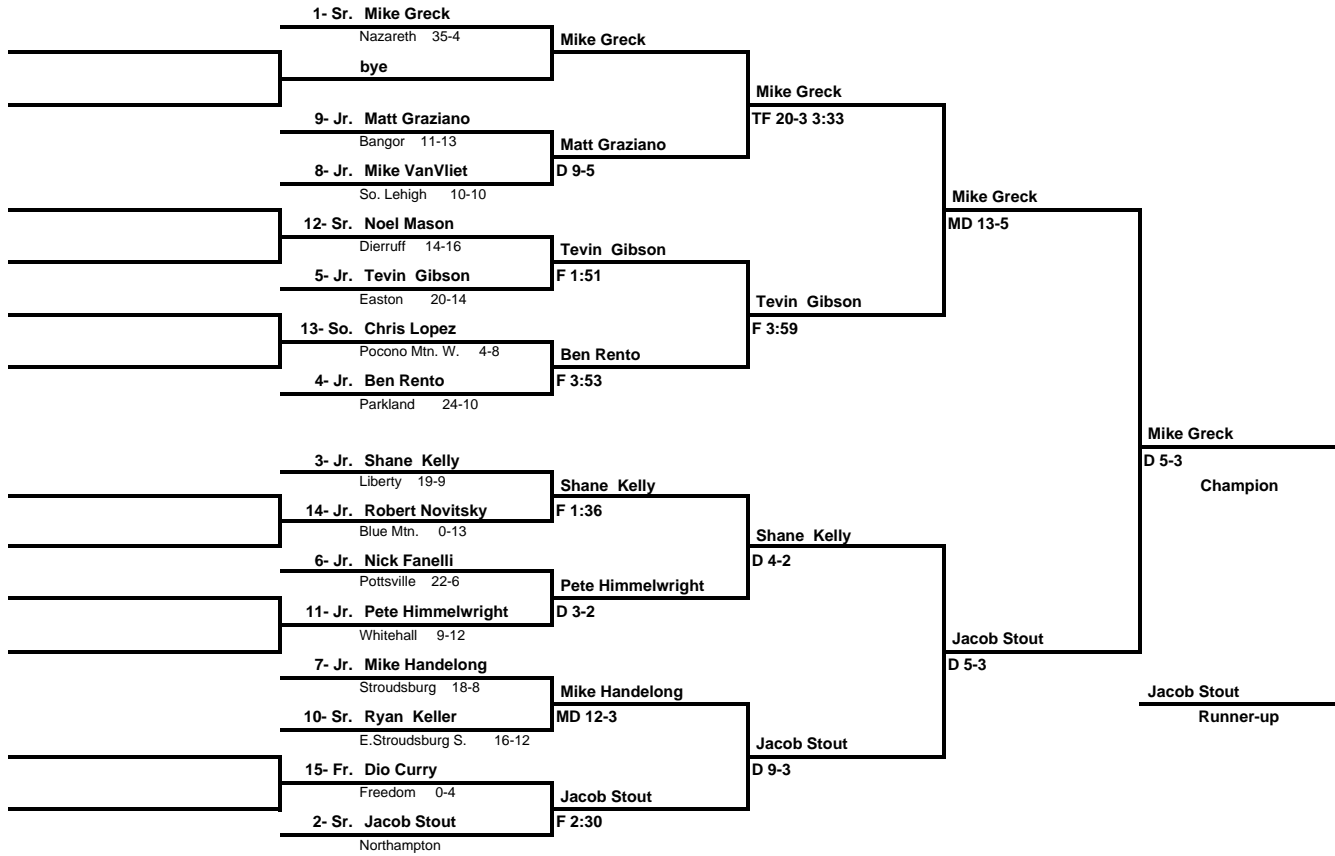 1- Sr. Mike Greck
Nazareth 35-4
bye
9- Jr. Matt Graziano
Bangor 11-13
8- Jr. Mike VanVliet
So. Lehigh 10-10
12- Sr. Noel Mason
Dierruff 14-16
5- Jr. Tevin Gibson
Easton 20-14
13- So. Chris Lopez
Pocono Mtn. W. 4-8
4- Jr. Ben Rento
Parkland 24-10
3- Jr. Shane Kelly
Liberty 19-9
14- Jr. Robert Novitsky
Blue Mtn. 0-13
6- Jr. Nick Fanelli
Pottsville 22-6
11- Jr. Pete Himmelwright
Whitehall 9-12
7- Jr. Mike Handelong
Stroudsburg 18-8
10- Sr. Ryan Keller
E.Stroudsburg S. 16-12
15- Fr. Dio Curry
Freedom 0-4
2- Sr. Jacob Stout
Northampton
Mike Greck
Matt Graziano
D 9-5
Tevin Gibson
F 1:51
Ben Rento
F 3:53
Shane Kelly
F 1:36
Pete Himmelwright
D 3-2
Mike Handelong
MD 12-3
Jacob Stout
F 2:30
Mike Greck
TF 20-3 3:33
Tevin Gibson
F 3:59
Shane Kelly
D 4-2
Jacob Stout
D 9-3
Mike Greck
MD 13-5
Jacob Stout
D 5-3
Mike Greck
D 5-3
Champion
Jacob Stout
Runner-up